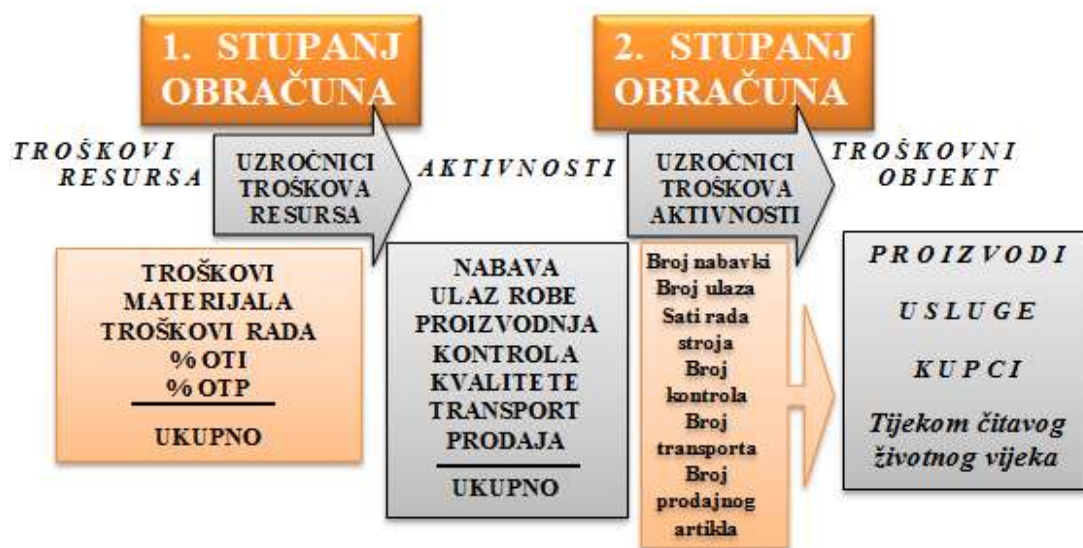 1. STUPANJ
OBRAČUNA
2. STUPANJ
OBRAČUNA
TROŠKOVI
RESURSA
UZROČNICI
TROŠKOVA
RESURSA
AKTIVNOSTI
UZROČNICI
TROŠKOVA
AKTIVNOSTI
TROŠKOVNI
OBJEKT
TROŠKOVI
MATERIJALA
TROŠKOVI RADA
% OTI
% OTP
UKUPNO
NABAVA
ULAZ ROBE
PROIZVODNJA
KONTROLA
KVALITETE
TRANSPORT
PRODAJA
UKUPNO
Broj nabavki
Broj ulaza
Sati rada
stroja
Broj
kontrola
Broj
transporta
Broj
prodajnog
artikla
PROIZVODI
USLUGE
KUPCI
Tijekom čitavog
životnog vijeka